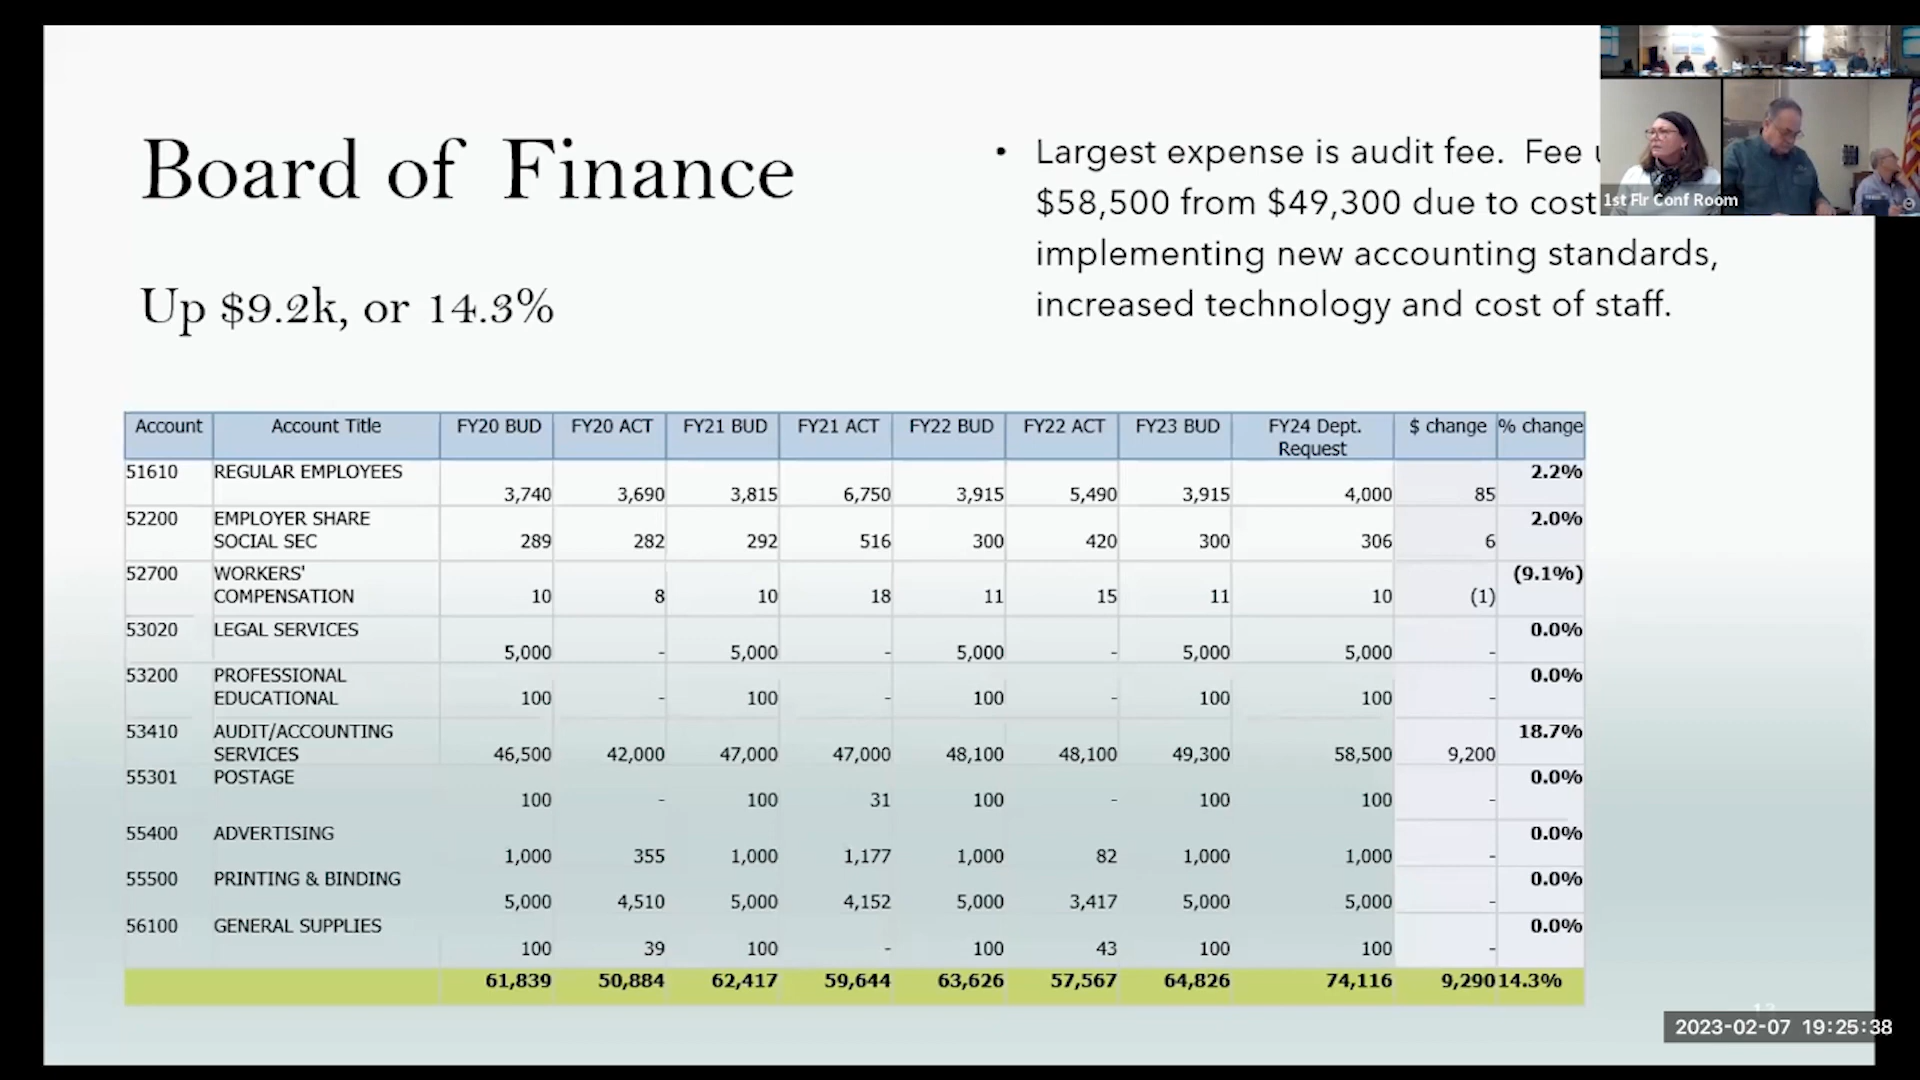 Board of Finance
Up $9.2k, or 14.3%
• Largest expense is audit fee. Fee
$58,500 from $49,300 due to cost
implementing new accounting standards,
increased technology and cost of staff.
1st Flr Conf Room
Account Account Title FY20 BUD FY20 ACT FY21 BUD FY21 ACT FY22 BUD FY22 ACT FY23 BUD FY24 Dept. $ change % change
Request
51610 REGULAR EMPLOYEES 2.2%
3,740 3,690 3,815 6,750 3,915 5,490 3,915 4,000 85
52200 EMPLOYER SHARE 2.0%
SOCIAL SEC 289 282 292 516 300 420 300 306 6
52700 WORKERS' (9.1%)
COMPENSATION 10 8 10 18 11 15 11 10 (1)
53020 LEGAL SERVICES 0.0%
5,000 - 5,000 - 5,000 - 5,000 5,000 -
53200 PROFESSIONAL 0.0%
EDUCATIONAL 100 - 100 - 100 - 100 100 -
53410 AUDIT/ACCOUNTING 18.7%
SERVICES 46,500 42,000 47,000 47,000 48,100 48,100 49,300 58,500 9,200
55301 POSTAGE 0.0%
100 - 100 31 100 - 100 100 -
55400 ADVERTISING 0.0%
1,000 355 1,000 1,177 1,000 82 1,000 1,000 -
55500 PRINTING & BINDING 0.0%
5,000 4,510 5,000 4,152 5,000 3,417 5,000 5,000 -
56100 GENERAL SUPPLIES 0.0%
100 39 100 - 100 43 100 100 -
61,839 50,884 62,417 59,644 63,626 57,567 64,826 74,116 9,290 14.3%
2023-02-07 19:25:38